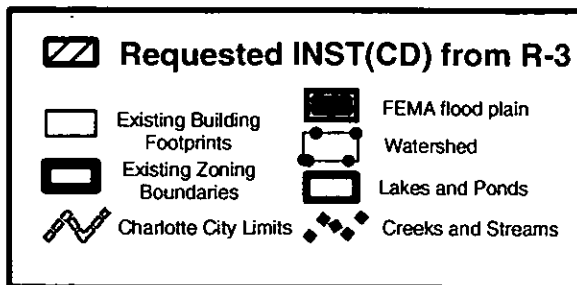 Requested INST(CD) from R-3
Existing Building
Footprints
Existing Zoning
Boundaries
Charlotte City Limits
FEMA flood plain
Watershed
Lakes and Ponds
Creeks and Streams